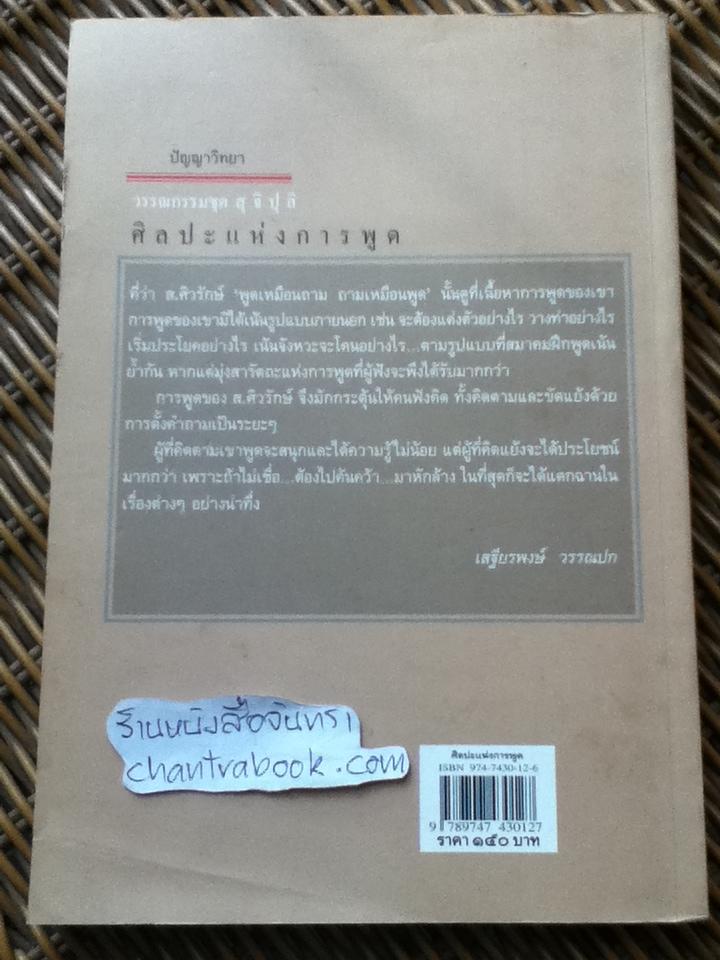 ปัญญาวิทยา
วรรณกรรมชุด สุ จิ ปุ ลิ
ศิลปะแห่งการพูด
ที่ว่า ส.ศิวรักษ์ ‘พูดเหมือนถาม ถามเหมือนพูด’ นั้นดูที่เนื้อหาการพูดของเขา
การพูดของเขามิได้เน้นรูปแบบภายนอก เช่น จะต้องแต่งตัวอย่างไร วางท่าอย่างไร
เริ่มประโยคอย่างไร เน้นจังหวะจะโคนอย่างไร...ตามรูปแบบที่สมาคมฝึกพูดเน้น
ย้ำกัน หากแต่มุ่งสารัตถะแห่งการพูดที่ผู้ฟังจะพึงได้รับมากกว่า
การพูดของ ส.ศิวรักษ์ จึงมักกระตุ้นให้คนฟังคิด ทั้งคิดตามและขัดแย้งด้วย
การตั้งคำถามเป็นระยะๆ
ผู้ที่คิดตามเขาพูดจะสนุกและได้ความรู้ไม่น้อย แต่ผู้ที่คิดแย้งจะได้ประโยชน์
มากกว่า เพราะถ้าไม่เชื่อ...ต้องไปค้นคว้า...มาหักล้าง ในที่สุดก็จะได้แตกฉานใน
เรื่องต่างๆ อย่างน่าทึ่ง
เสฐียรพงษ์ วรรณปก
ร้านหนังสือจันทรา
chantrabook.com
ศิลปะแห่งการพูด
ISBN 974-7430-12-6
9 789747 430127
ราคา ๑๕๐ บาท